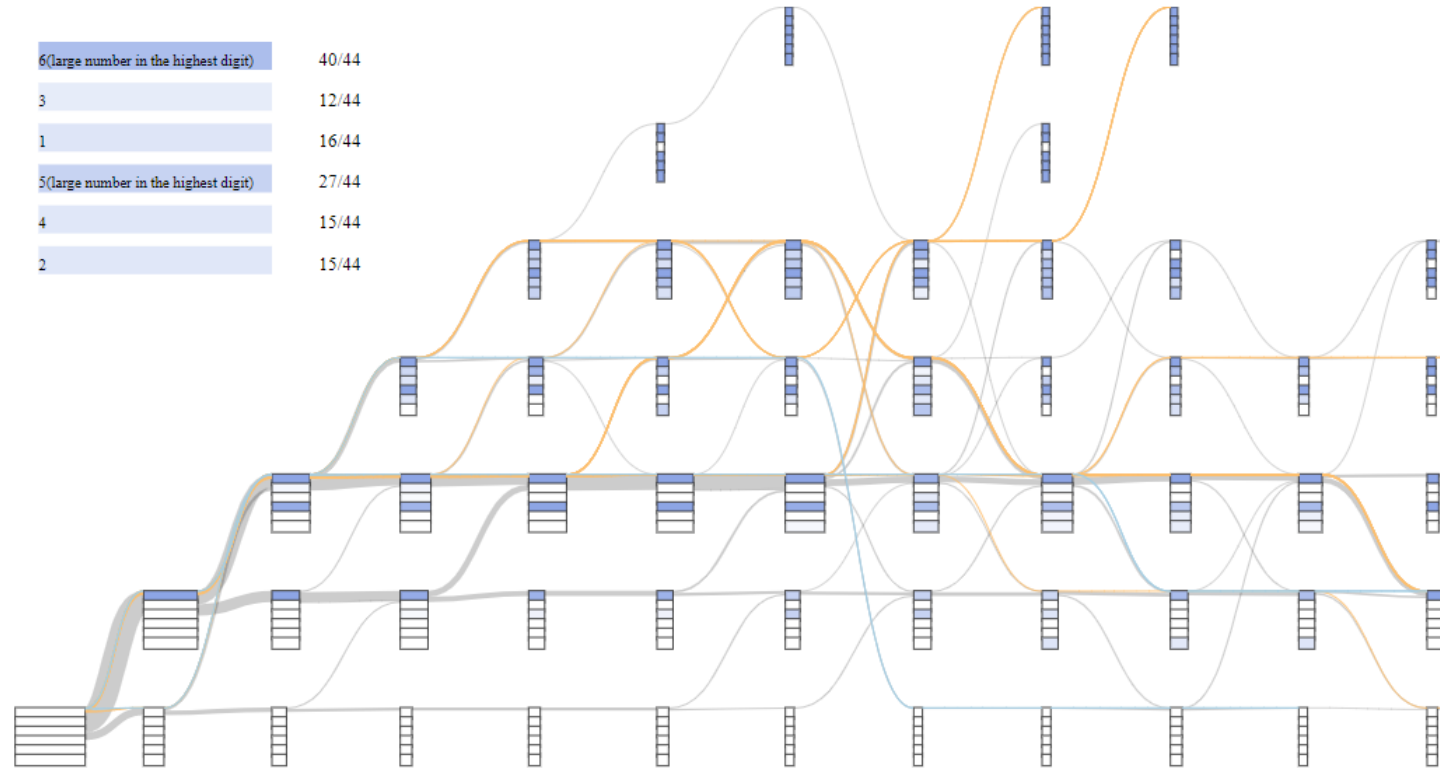 6(large number in the highest digit) 40/44
3 12/44
1 16/44
5(large number in the highest digit) 27/44
4 15/44
2 15/44